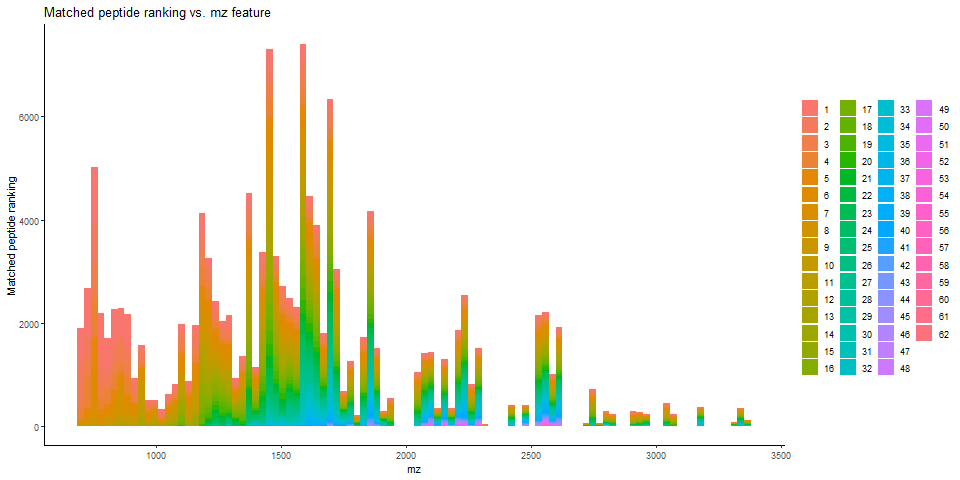 Matched peptide ranking vs. mz feature
Matched peptide ranking
6000
4000
2000
0
1000 1500 2000 2500 3000 3500
mz
1 17 33 49
2 18 34 50
3 19 35 51
4 20 36 52
5 21 37 53
6 22 38 54
7 23 39 55
8 24 40 56
9 25 41 57
10 26 42 58
11 27 43 59
12 28 44 60
13 29 45 61
14 30 46 62
15 31 47
16 32 48